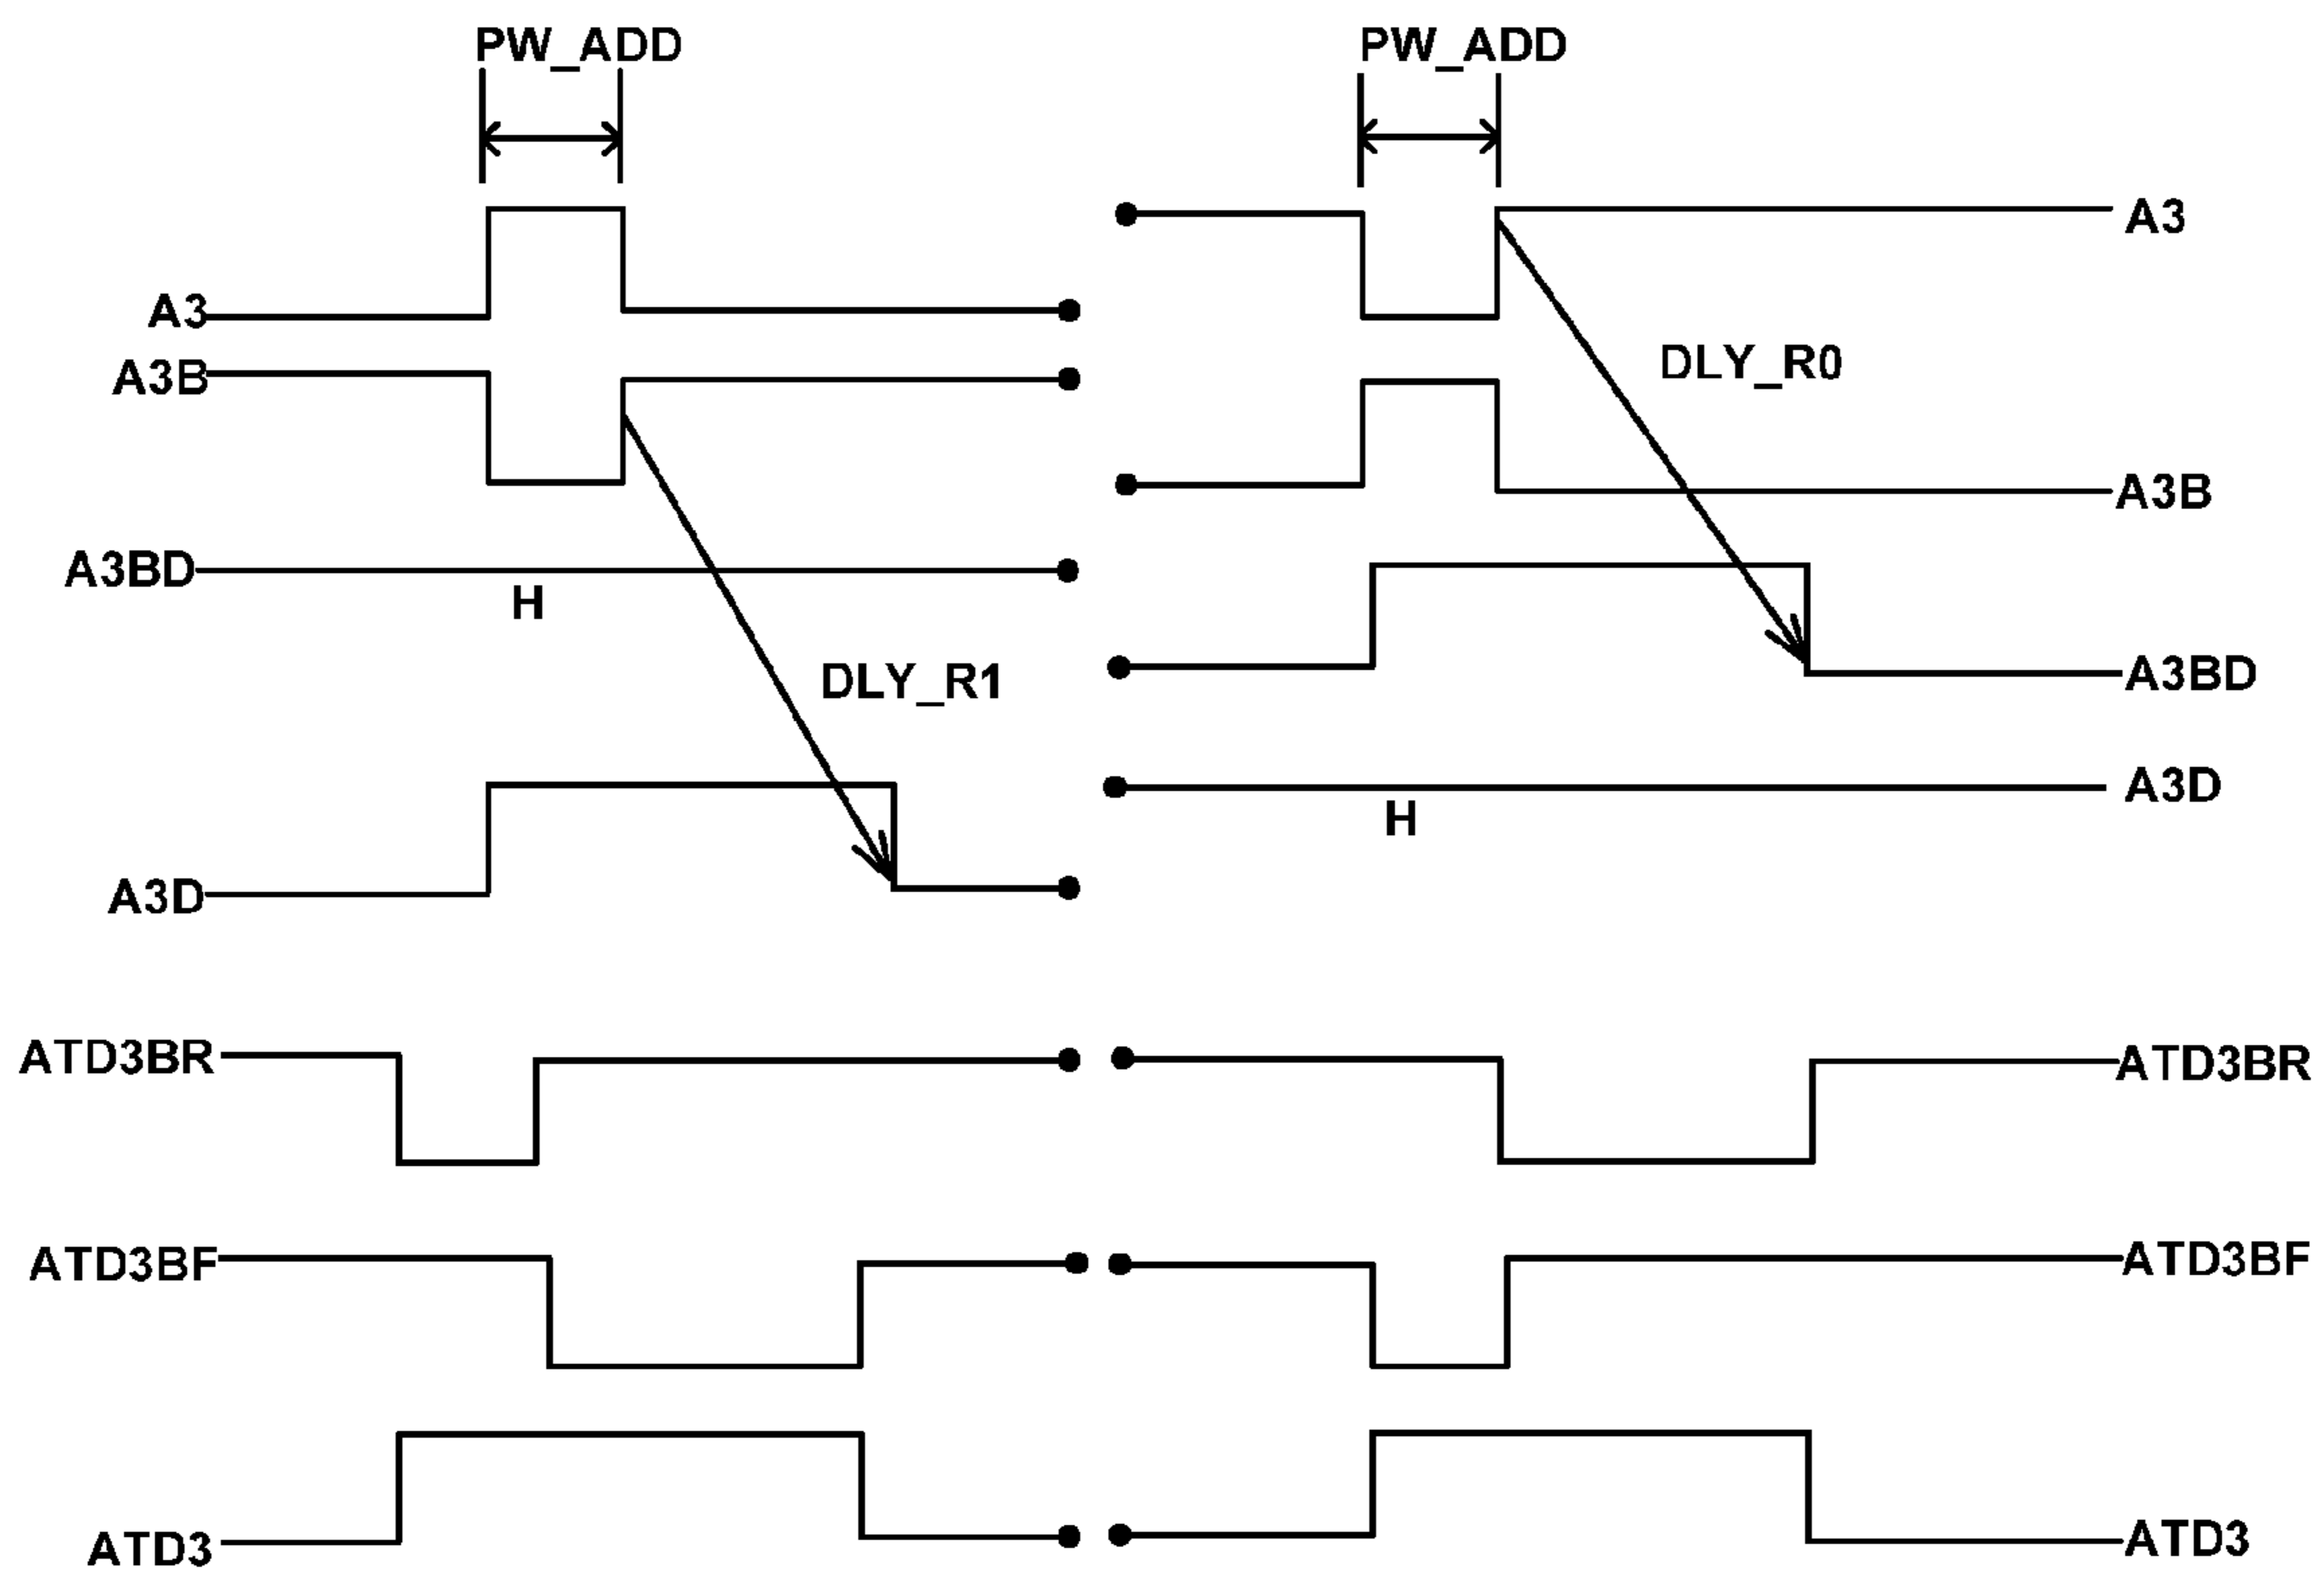 PW_ADD PW_ADD
A3
A3
A3B
DLY_R0
A3B
A3BD
H
DLY_R1
A3BD
A3D
H
A3D
ATD3BR ATD3BR
ATD3BF ATD3BF
ATD3 ATD3